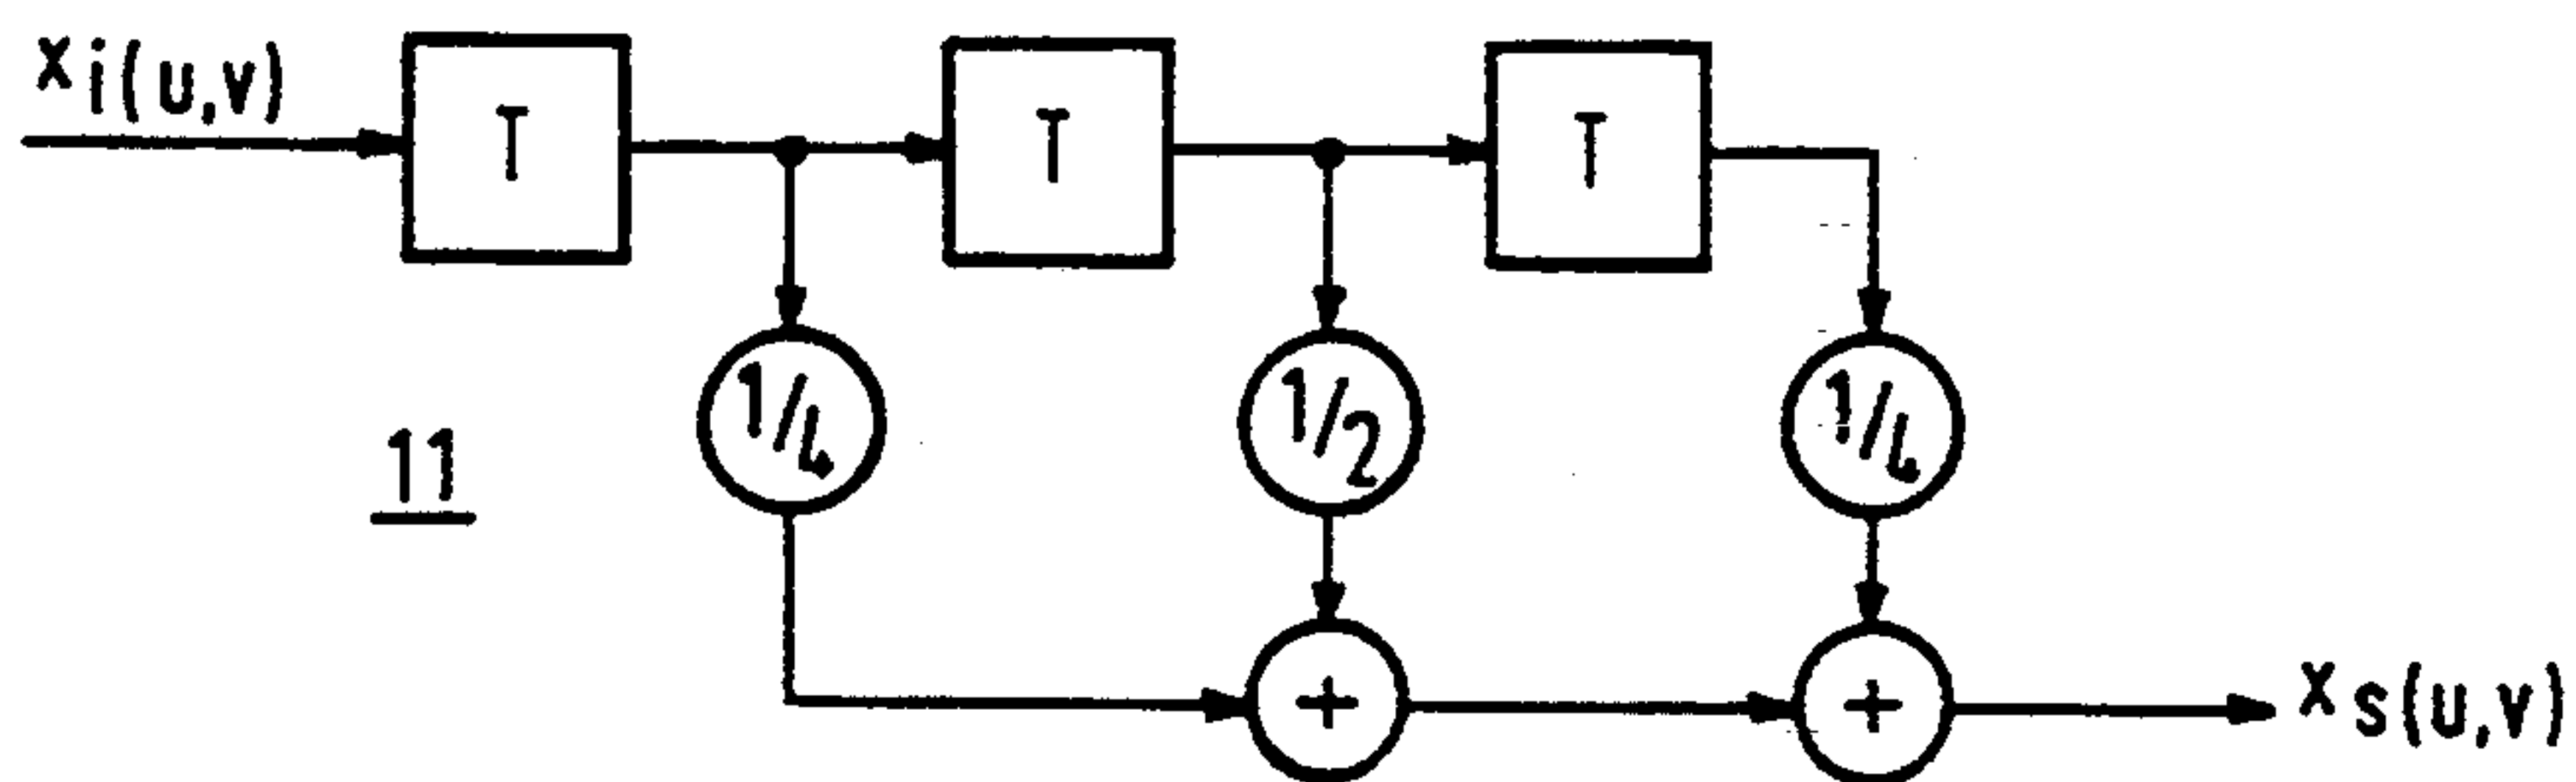 xi(u,v)
T
T
T
1/4
1/2
1/4
11
+
+
xs(u,v)